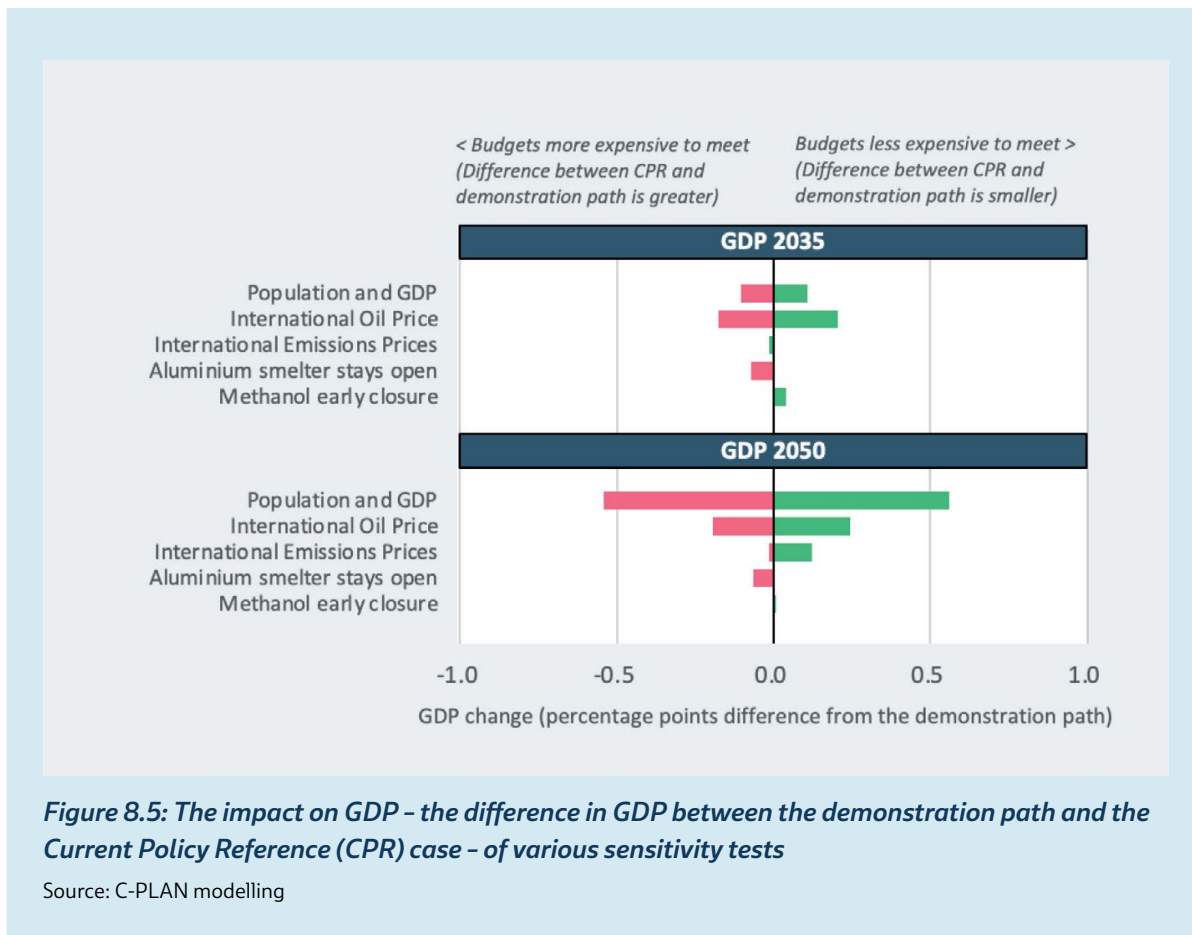 < Budgets more expensive to meet
(Difference between CPR and
demonstration path is greater)
Budgets less expensive to meet >
(Difference between CPR and
demonstration path is smaller)
GDP 2035
Population and GDP
International Oil Price
International Emissions Prices
Aluminium smelter stays open
Methanol early closure
GDP 2050
Population and GDP
International Oil Price
International Emissions Prices
Aluminium smelter stays open
Methanol early closure
-1.0 -0.5 0.0 0.5 1.0
GDP change (percentage points difference from the demonstration path)
Figure 8.5: The impact on GDP – the difference in GDP between the demonstration path and the
Current Policy Reference (CPR) case – of various sensitivity tests
Source: C-PLAN modelling